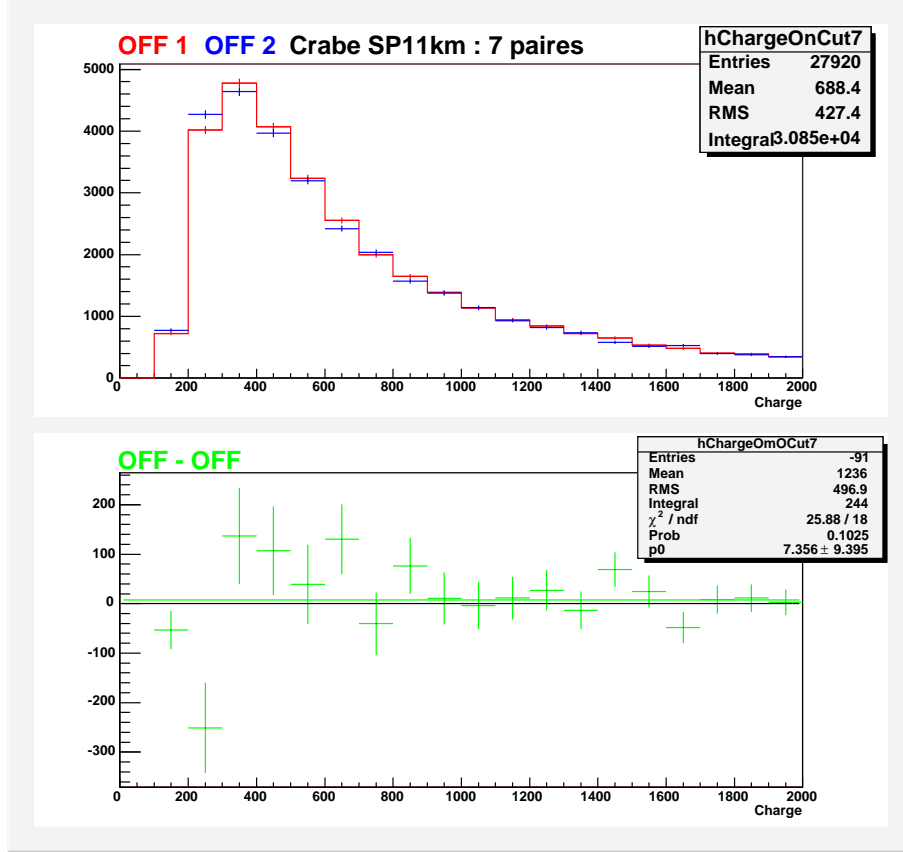 OFF 1 OFF 2 Crabe SP11km : 7 paires
hChargeOnCut7
Entries 27920
Mean 688.4
RMS 427.4
Integral 3.085e+04
5000
4000
3000
2000
1000
0
0 200 400 600 800 1000 1200 1400 1600 1800 2000
Charge
OFF - OFF
hChargeOmOCut7
Entries -91
Mean 1236
RMS 496.9
Integral 244
χ² / ndf 25.88 / 18
Prob 0.1025
p0 7.356 ± 9.395
200
100
0
-100
-200
-300
0 200 400 600 800 1000 1200 1400 1600 1800 2000
Charge